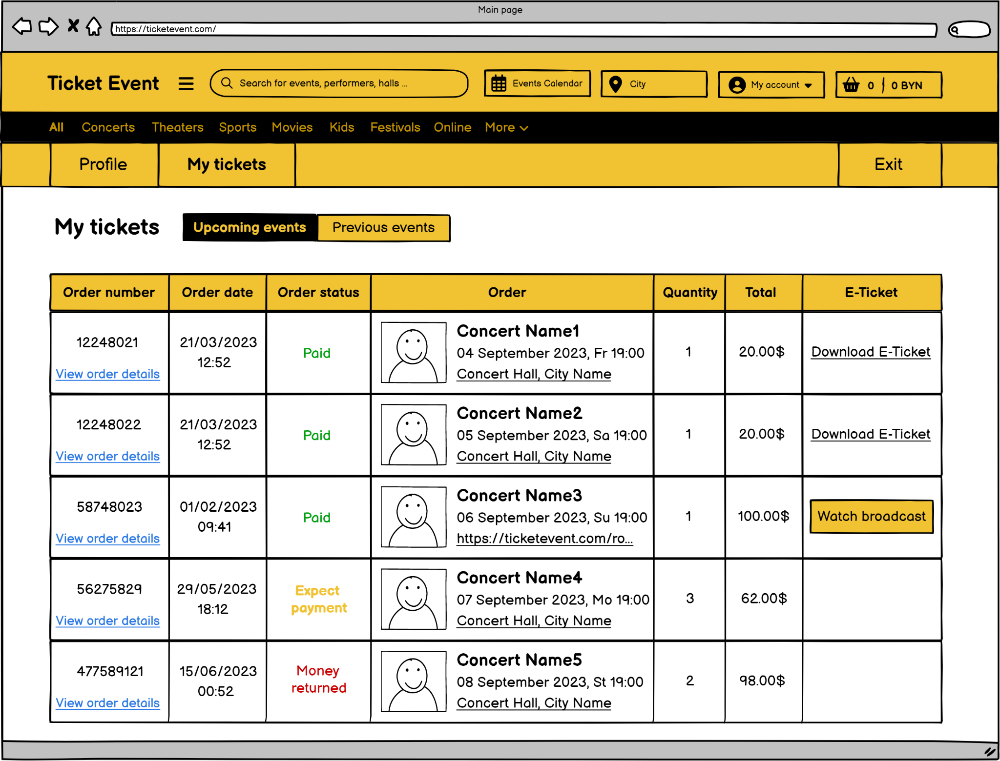 Main page
https://ticketevent.com/
Ticket Event
Search for events, performers, halls ...
Events Calendar
City
My account
0 | 0 BYN
All Concerts Theaters Sports Movies Kids Festivals Online More
Profile My tickets Exit
My tickets Upcoming events Previous events
Order number Order date Order status Order Quantity Total E-Ticket
12248021
View order details
21/03/2023
12:52
Paid
Concert Name1
04 September 2023, Fr 19:00
Concert Hall, City Name
1
20.00$
Download E-Ticket
12248022
View order details
21/03/2023
12:52
Paid
Concert Name2
05 September 2023, Sa 19:00
Concert Hall, City Name
1
20.00$
Download E-Ticket
58748023
View order details
01/02/2023
09:41
Paid
Concert Name3
06 September 2023, Su 19:00
https://ticketevent.com/ro...
1
100.00$
Watch broadcast
56275829
View order details
29/05/2023
18:12
Expect
payment
Concert Name4
07 September 2023, Mo 19:00
Concert Hall, City Name
3
62.00$
477589121
View order details
15/06/2023
00:52
Money
returned
Concert Name5
08 September 2023, St 19:00
Concert Hall, City Name
2
98.00$